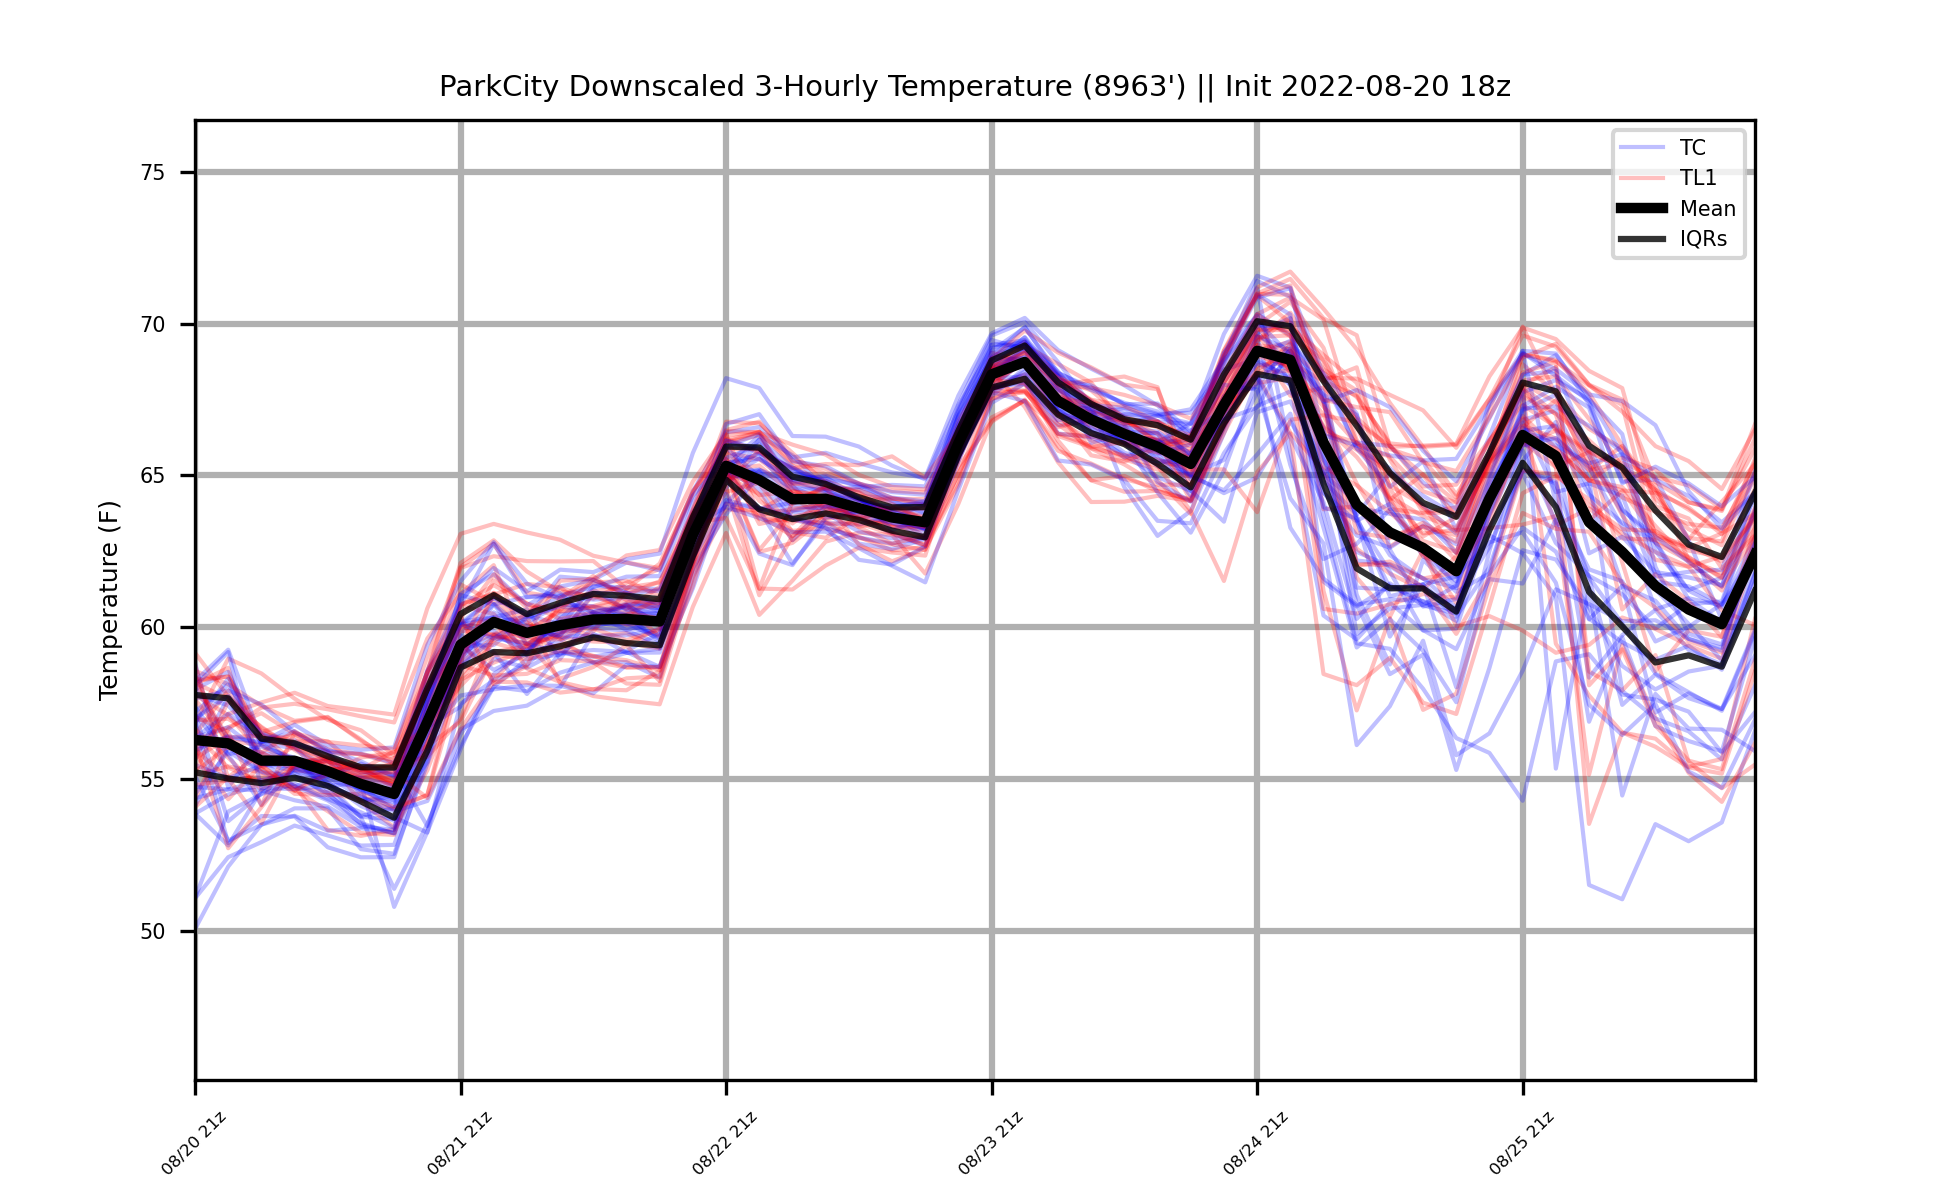 ParkCity Downscaled 3-Hourly Temperature (8963') || Init 2022-08-20 18z
TC
TL1
Mean
IQRs
Temperature (F)
75
70
65
60
55
50
08/20 21z
08/21 21z
08/22 21z
08/23 21z
08/24 21z
08/25 21z